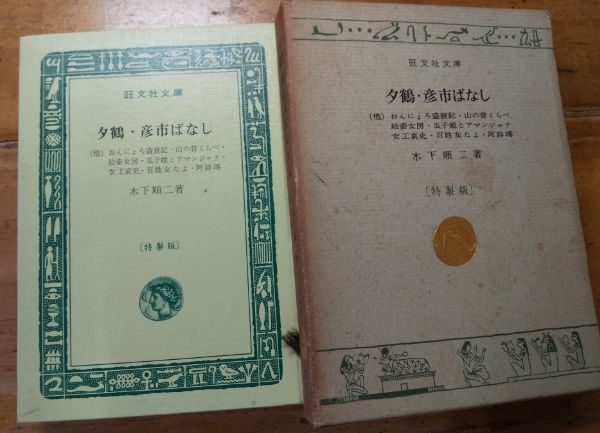 旺文社文庫
夕鶴・彦市ばなし
(他) おんにょろ盛衰記・山の背くらべ・
絵姿女房・瓜子姫とアマンジャク・
女工哀史・百姓女たよ・阿詩瑪
木下順二著
〔特製版〕
旺文社文庫
夕鶴・彦市ばなし
(他) おんにょろ盛衰記・山の背くらべ
絵姿女房・瓜子姫とアマンジャク
女工哀史・百姓女たよ・阿詩瑪
木下順二著
〔特製版〕